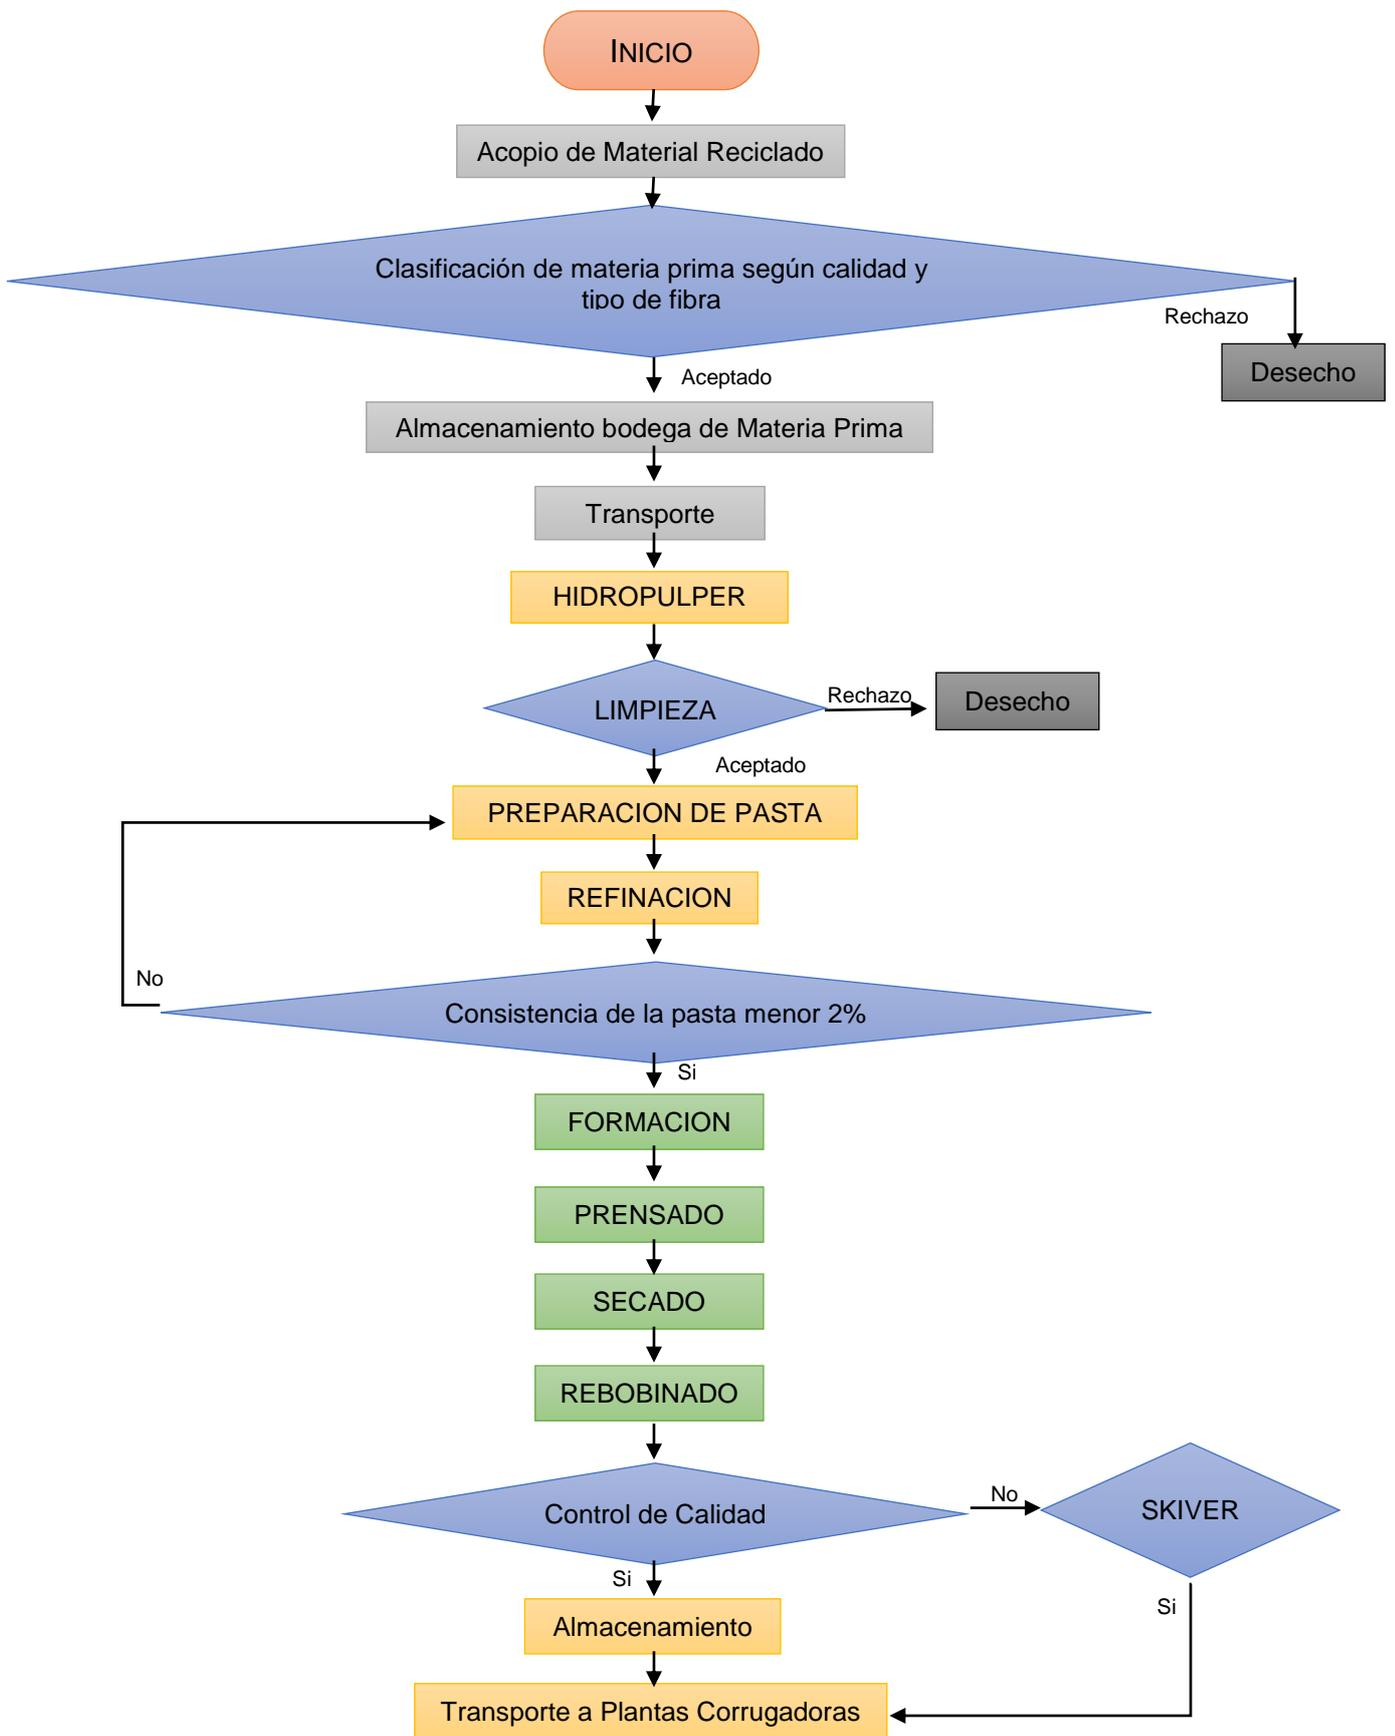 INICIO
Acopio de Material Reciclado
Clasificación de materia prima según calidad y
tipo de fibra
Rechazo
Desecho
Aceptado
Almacenamiento bodega de Materia Prima
Transporte
HIDROPULPER
LIMPIEZA
Rechazo
Desecho
Aceptado
PREPARACION DE PASTA
REFINACION
No
Consistencia de la pasta menor 2%
Si
FORMACION
PRENSADO
SECADO
REBOBINADO
Control de Calidad
No
SKIVER
Si
Si
Almacenamiento
Transporte a Plantas Corrugadoras